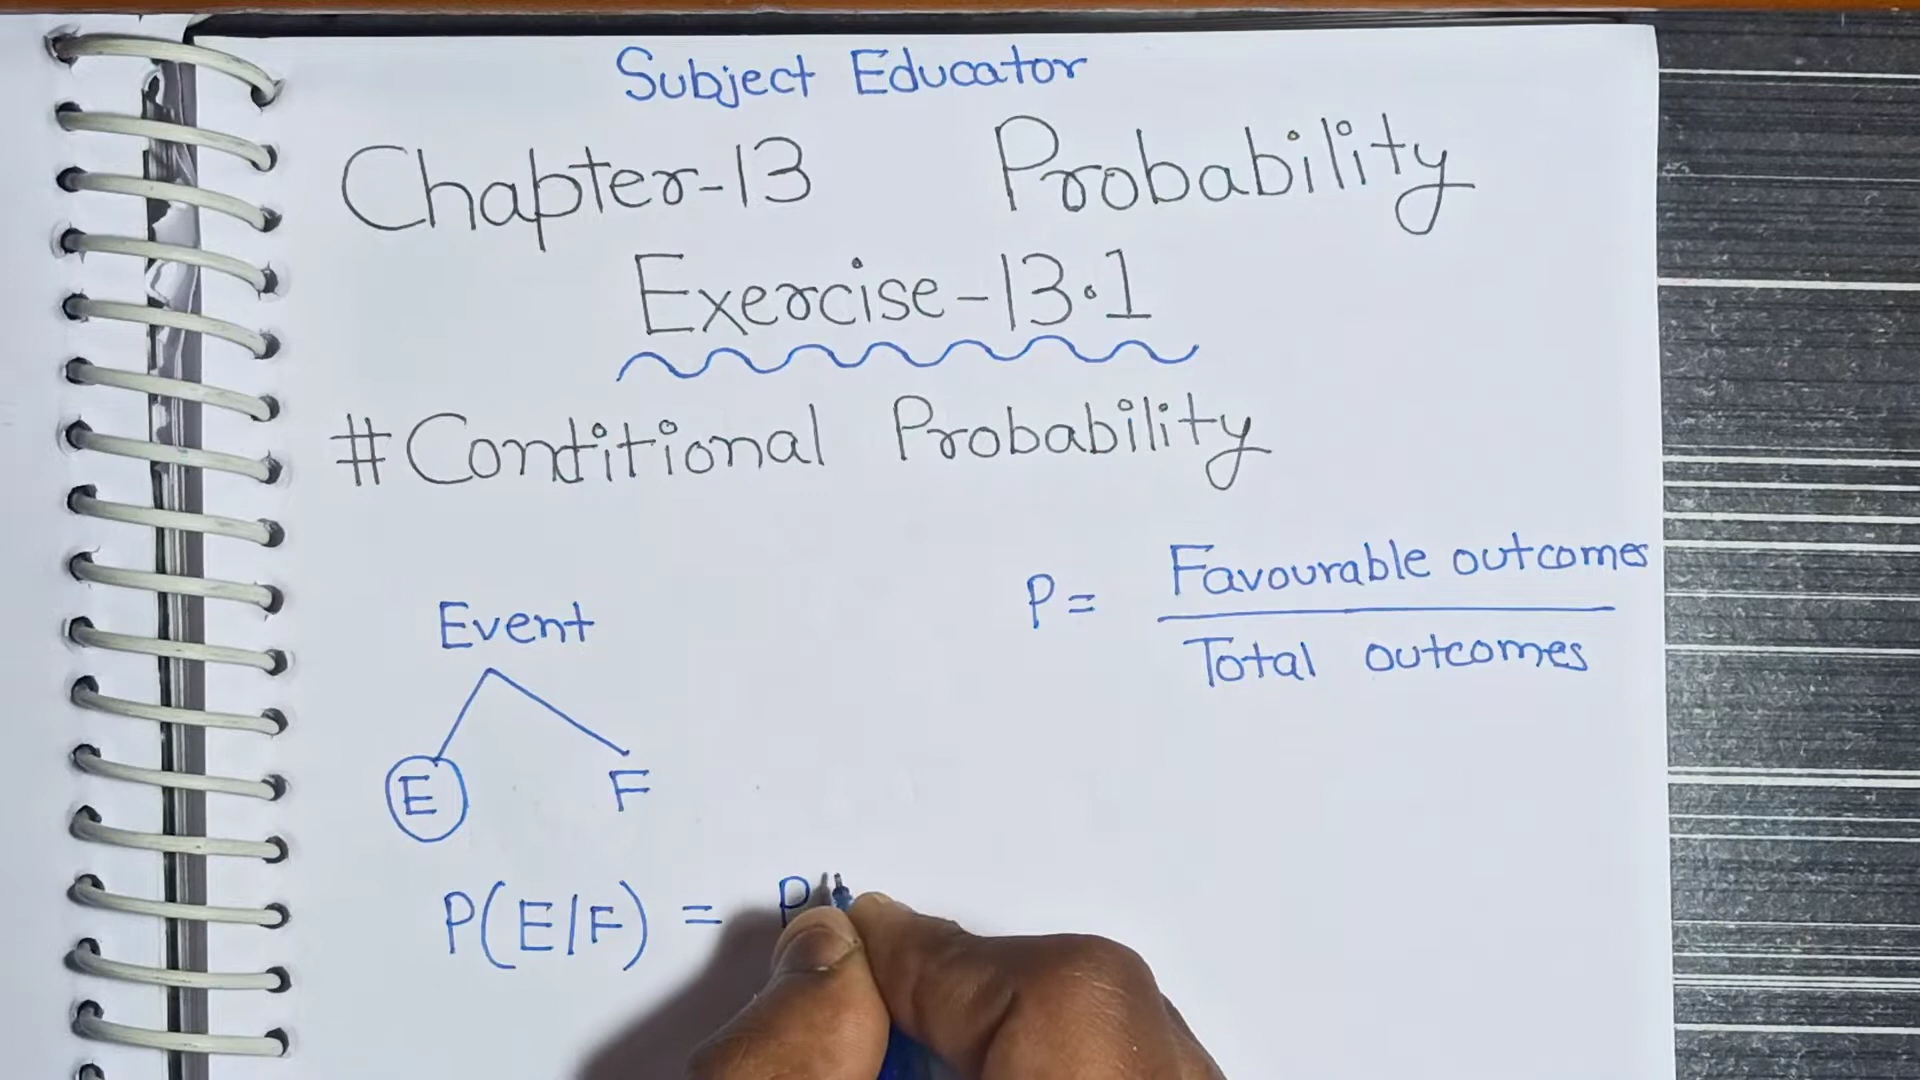 Subject Educator
Chapter-13 Probability
Exercise-13.1
#Conditional Probability
P = Favourable outcomes
Total outcomes
Event
E F
P(E/F) = P